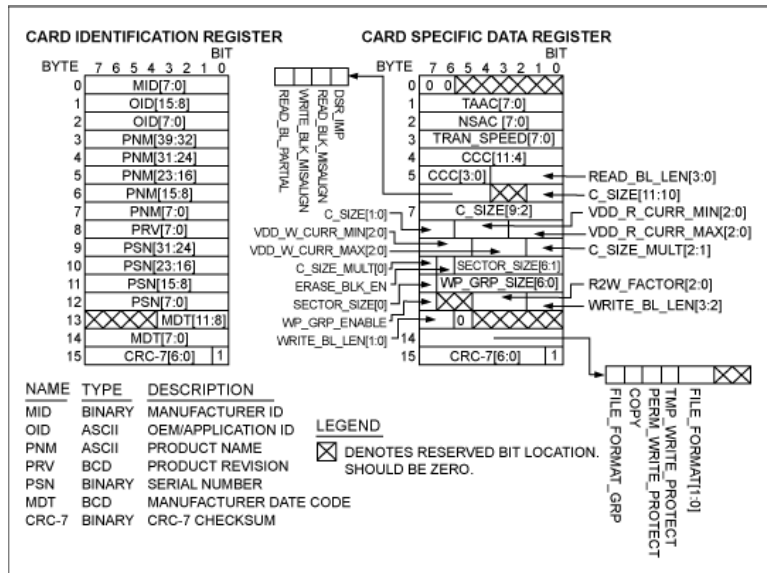 CARD IDENTIFICATION REGISTER
BIT
BYTE 7 6 5 4 3 2 1 0
0 MID[7:0]
1 OID[15:8]
2 OID[7:0]
3 PNM[39:32]
4 PNM[31:24]
5 PNM[23:16]
6 PNM[15:8]
7 PNM[7:0]
8 PRV[7:0]
9 PSN[31:24]
10 PSN[23:16]
11 PSN[15:8]
12 PSN[7:0]
13 MDT[11:8]
14 MDT[7:0]
15 CRC-7[6:0] 1
CARD SPECIFIC DATA REGISTER
BIT
BYTE 7 6 5 4 3 2 1 0
0 0 0
1 TAAC[7:0]
2 NSAC [7:0]
3 TRAN_SPEED[7:0]
4 CCC[11:4]
5 CCC[3:0]
6
7 C_SIZE[9:2]
8
9
10 SECTOR_SIZE[6:1]
11 WP_GRP_SIZE[6:0]
12
13 0
14
15 CRC-7[6:0] 1
READ_BL_PARTIAL
WRITE_BLK_MISALIGN
READ_BLK_MISALIGN
DSR_IMP
C_SIZE[1:0]
VDD_W_CURR_MIN[2:0]
VDD_W_CURR_MAX[2:0]
C_SIZE_MULT[0]
ERASE_BLK_EN
SECTOR_SIZE[0]
WP_GRP_ENABLE
WRITE_BL_LEN[1:0]
READ_BL_LEN[3:0]
C_SIZE[11:10]
VDD_R_CURR_MIN[2:0]
VDD_R_CURR_MAX[2:0]
C_SIZE_MULT[2:1]
R2W_FACTOR[2:0]
WRITE_BL_LEN[3:2]
FILE_FORMAT_GRP
COPY
PERM_WRITE_PROTECT
TMP_WRITE_PROTECT
FILE_FORMAT[1:0]
NAME TYPE DESCRIPTION
MID BINARY MANUFACTURER ID
OID ASCII OEM/APPLICATION ID
PNM ASCII PRODUCT NAME
PRV BCD PRODUCT REVISION
PSN BINARY SERIAL NUMBER
MDT BCD MANUFACTURER DATE CODE
CRC-7 BINARY CRC-7 CHECKSUM
LEGEND
DENOTES RESERVED BIT LOCATION.
SHOULD BE ZERO.